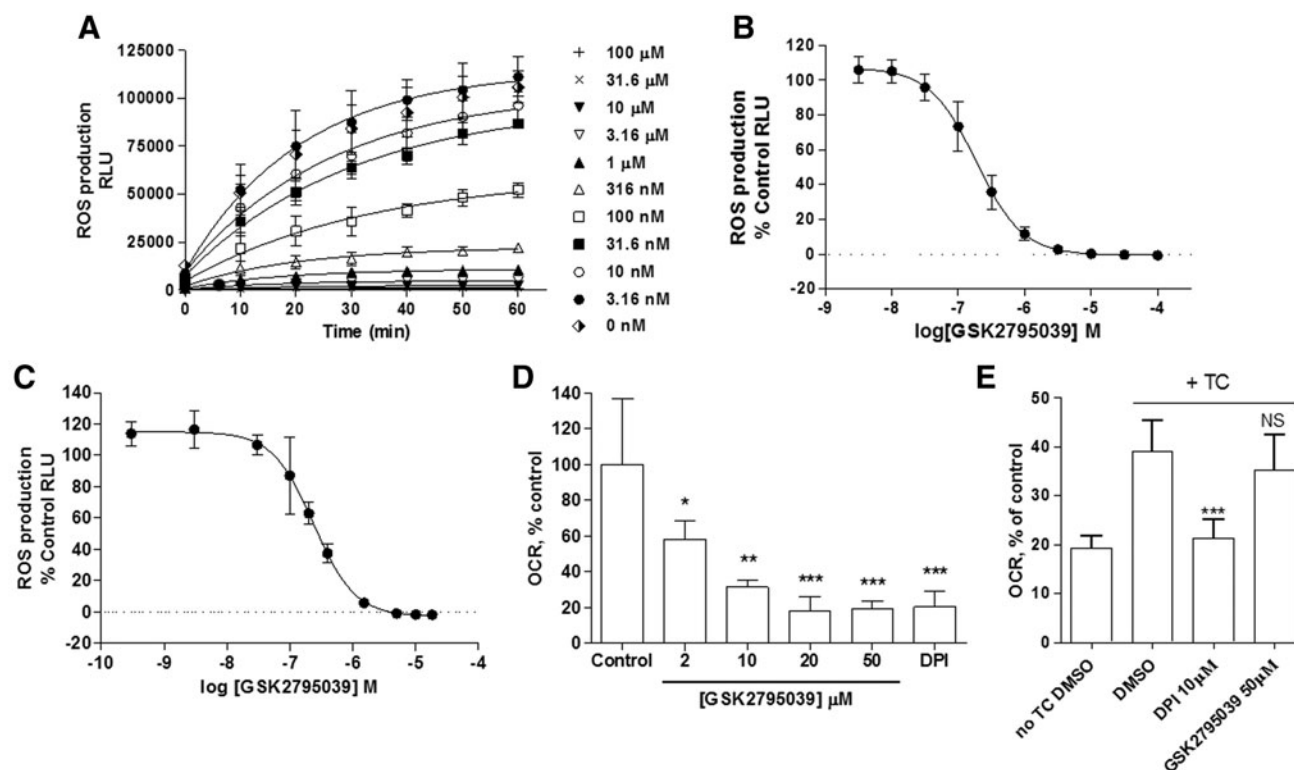 A
ROS production
RLU
125000
100000
75000
50000
25000
0
0 10 20 30 40 50 60
Time (min)
100 µM
31.6 µM
10 µM
3.16 µM
1 µM
316 nM
100 nM
31.6 nM
10 nM
3.16 nM
0 nM
B
ROS production
% Control RLU
120
100
80
60
40
20
0
-20
-9 -8 -7 -6 -5 -4
log[GSK2795039] M
C
ROS production
% Control RLU
140
120
100
80
60
40
20
0
-20
-10 -9 -8 -7 -6 -5 -4
log [GSK2795039] M
D
OCR, % control
140
120
100
80
60
40
20
0
*
**
***
***
***
Control 2 10 20 50 DPI
[GSK2795039] µM
E
+ TC
OCR, % of control
50
40
30
20
10
0
***
NS
no TC DMSO
DMSO
DPI 10µM
GSK2795039 50µM